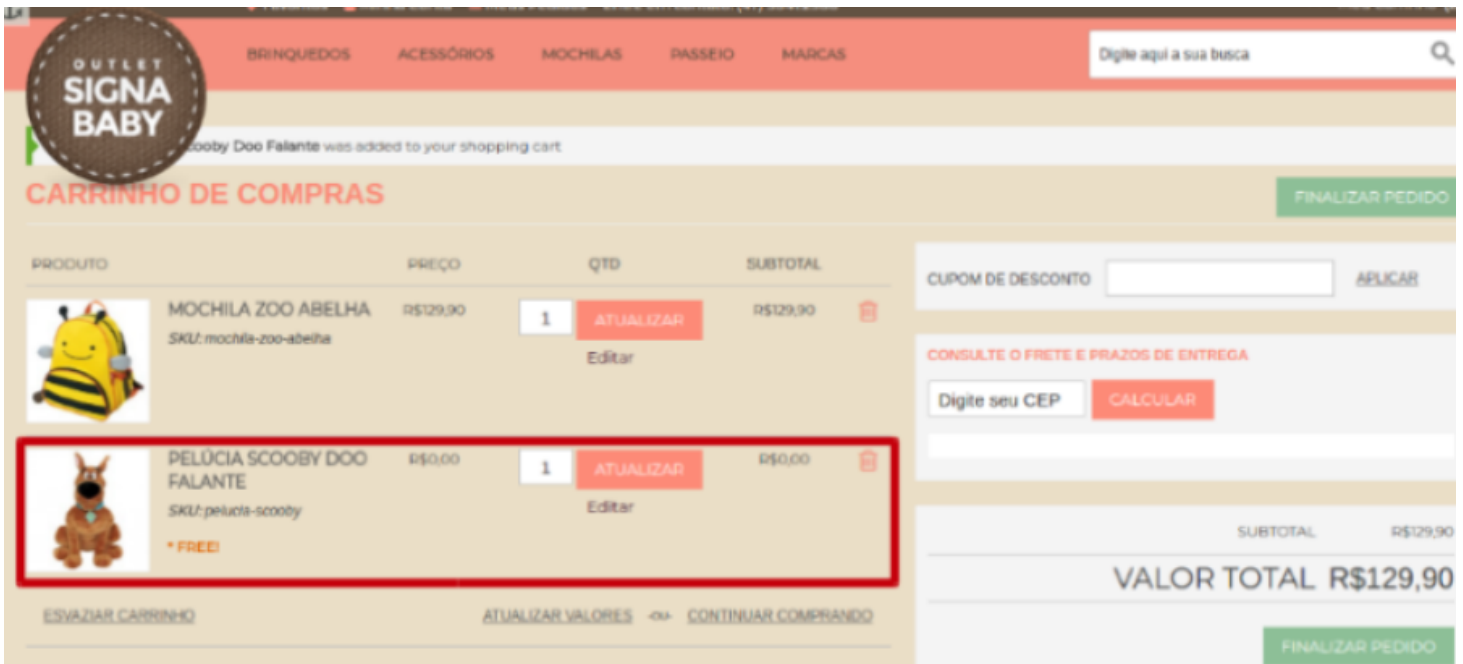 BRINQUEDOS ACESSÓRIOS MOCHILAS PASSEIO MARCAS
Digite aqui a sua busca
OUTLET
SIGNA
BABY
Scooby Doo Falante was added to your shopping cart
CARRINHO DE COMPRAS
FINALIZAR PEDIDO
PRODUTO PREÇO QTD SUBTOTAL
MOCHILA ZOO ABELHA R$129,90 1 ATUALIZAR R$129,90
SKU: mochila-zoo-abelha
Editar
PELÚCIA SCOOBY DOO R$0,00 1 ATUALIZAR R$0,00
FALANTE
SKU: pelucia-scooby Editar
* FREE!
ESVAZIAR CARRINHO ATUALIZAR VALORES -ou- CONTINUAR COMPRANDO
CUPOM DE DESCONTO APLICAR
CONSULTE O FRETE E PRAZOS DE ENTREGA
Digite seu CEP CALCULAR
SUBTOTAL R$129,90
VALOR TOTAL R$129,90
FINALIZAR PEDIDO